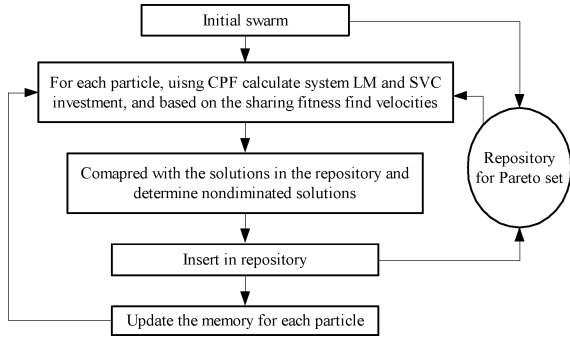 Initial swarm
For each particle, uisng CPF calculate system LM and SVC
investment, and based on the sharing fitness find velocities
Comapred with the solutions in the repository and
determine nondiminated solutions
Repository
for Pareto set
Insert in repository
Update the memory for each particle